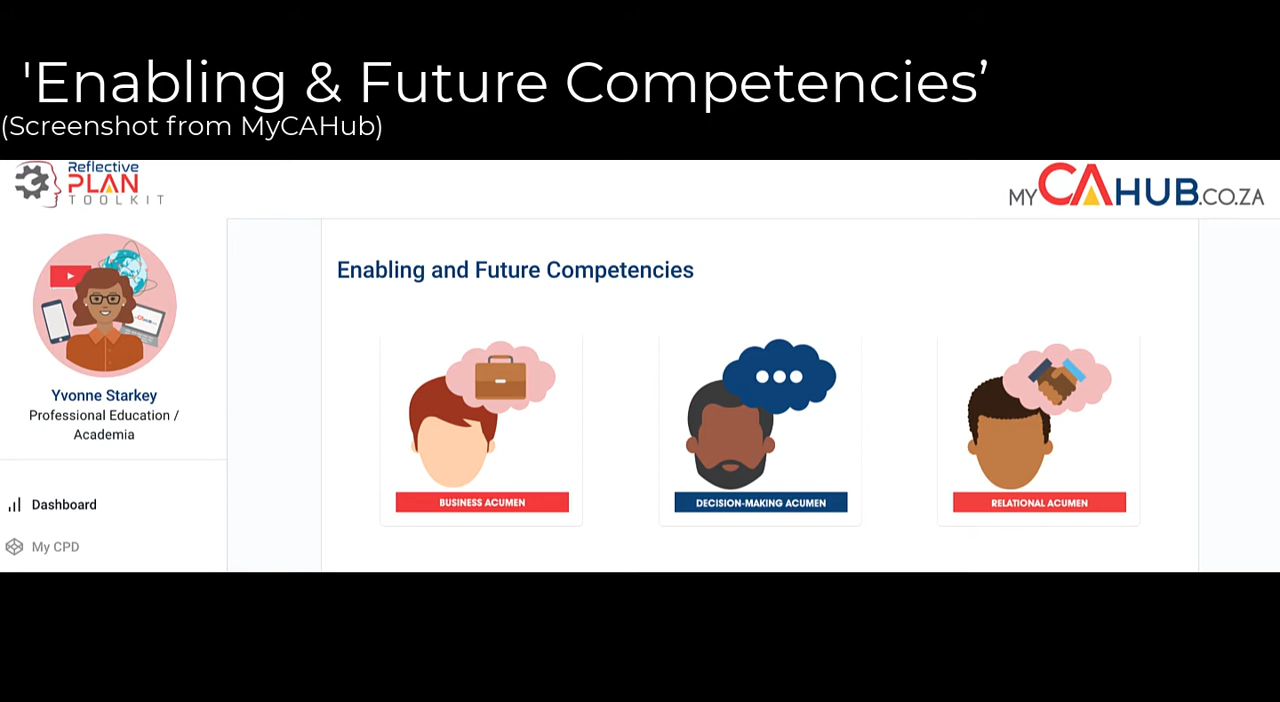 'Enabling & Future Competencies’
(Screenshot from MyCAHub)
Reflective
PLAN
TOOLKIT
MYCAHUB.CO.ZA
Yvonne Starkey
Professional Education /
Academia
Dashboard
My CPD
Enabling and Future Competencies
BUSINESS ACUMEN
DECISION-MAKING ACUMEN
RELATIONAL ACUMEN